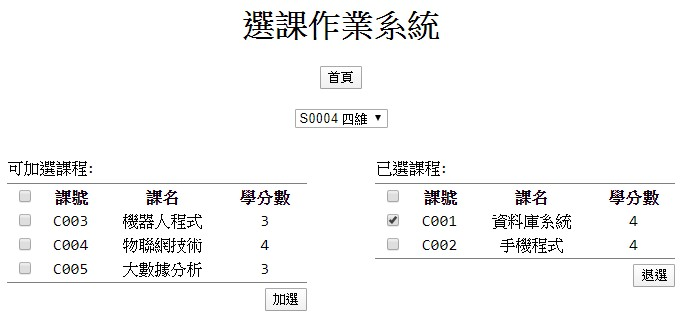 選課作業系統
首頁
S0004 四維
可加選課程:
課號 課名 學分數
C003 機器人程式 3
C004 物聯網技術 4
C005 大數據分析 3
加選
已選課程:
課號 課名 學分數
C001 資料庫系統 4
C002 手機程式 4
退選